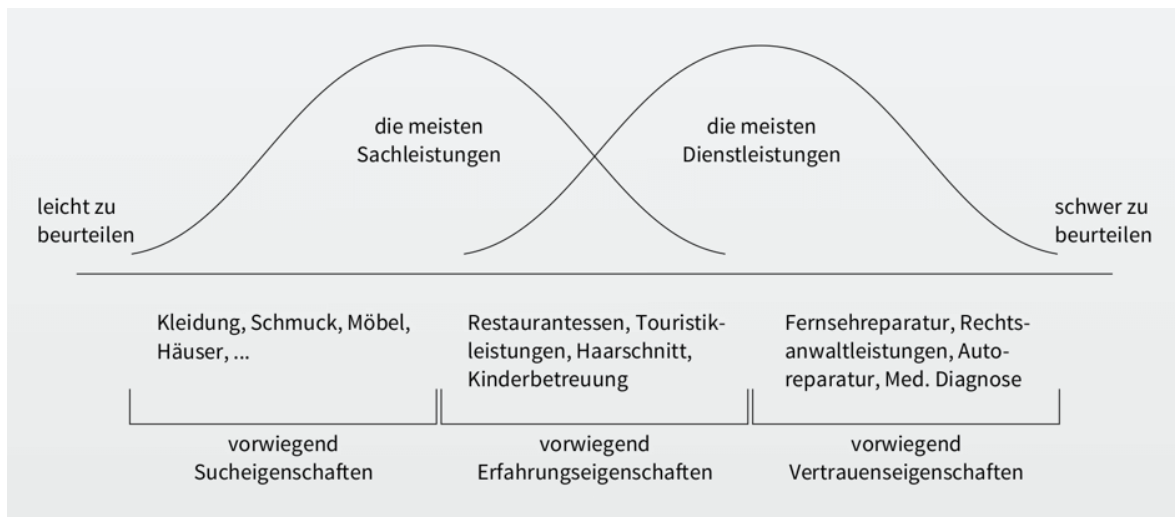 die meisten
Sachleistungen
die meisten
Dienstleistungen
leicht zu
beurteilen
schwer zu
beurteilen
Kleidung, Schmuck, Möbel,
Häuser, ...
Restaurantessen, Touristik-
leistungen, Haarschnitt,
Kinderbetreuung
Fernsehreparatur, Rechts-
anwaltleistungen, Auto-
reparatur, Med. Diagnose
vorwiegend
Sucheigenschaften
vorwiegend
Erfahrungseigenschaften
vorwiegend
Vertrauenseigenschaften